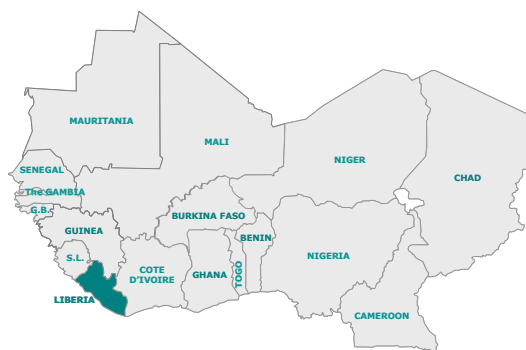 MAURITANIA
MALI
NIGER
CHAD
SENEGAL
The GAMBIA
G.B.
GUINEA
BURKINA FASO
BENIN
S.L.
COTE
D'IVOIRE
GHANA
TOGO
NIGERIA
LIBERIA
CAMEROON